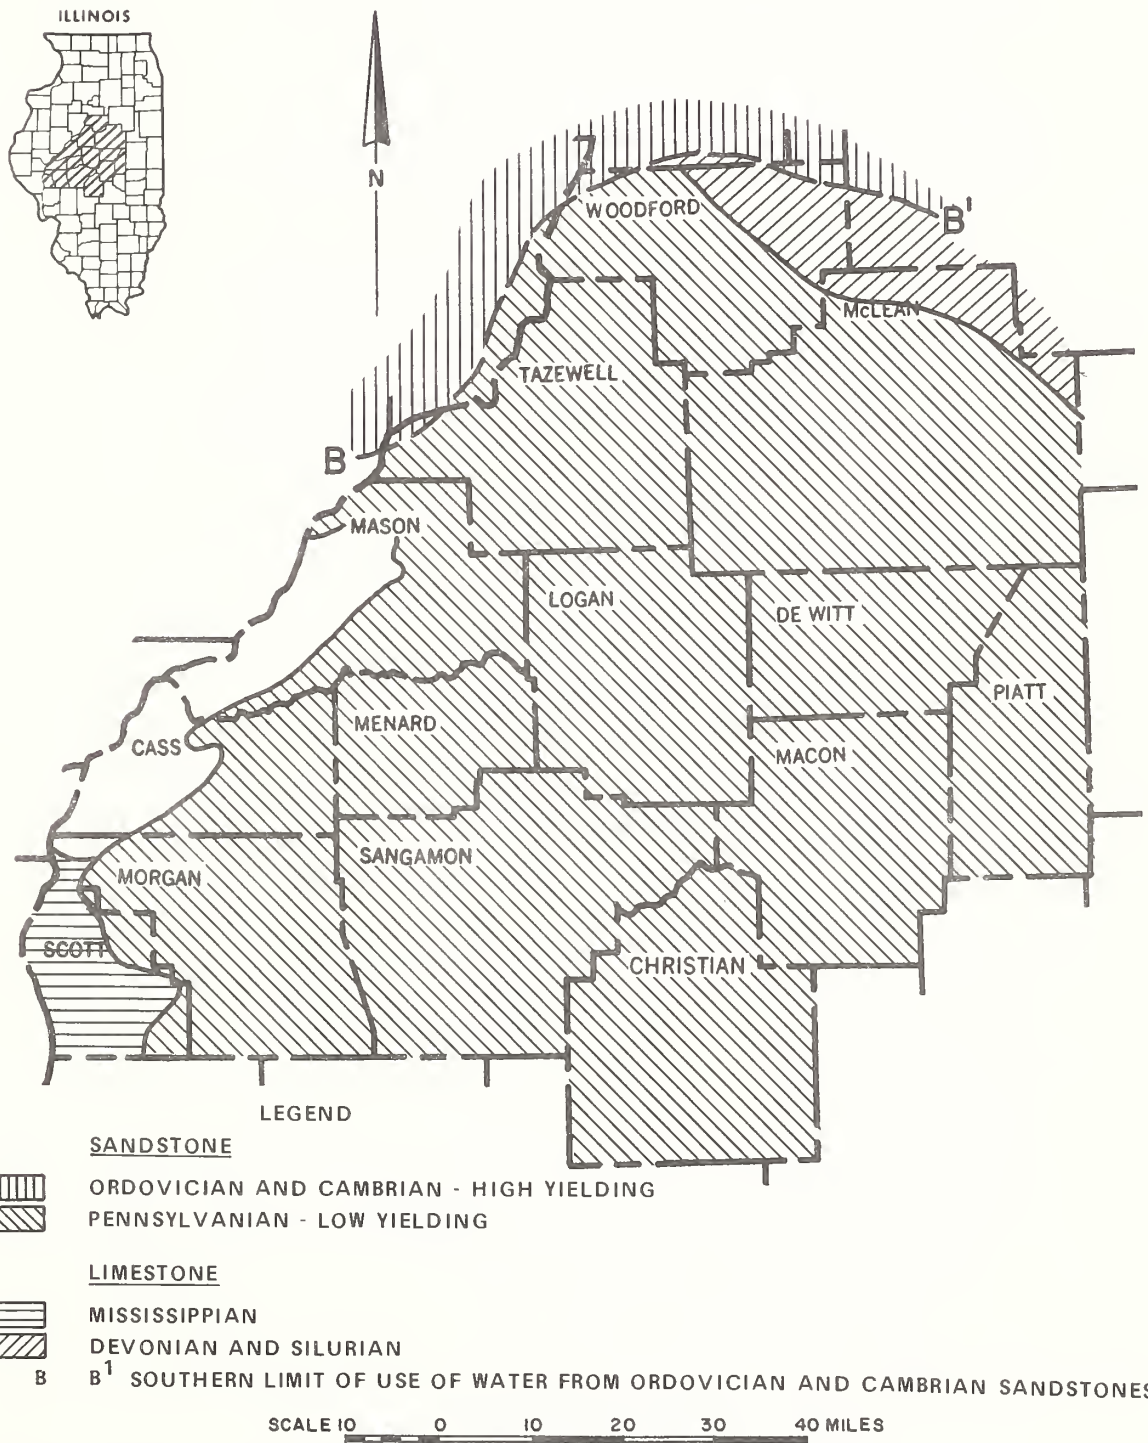 ILLINOIS
N
WOODFORD
B¹
McLEAN
TAZEWELL
B
MASON
LOGAN
DE WITT
PIATT
MENARD
CASS
MACON
SANGAMON
MORGAN
SCOTT
CHRISTIAN
LEGEND
SANDSTONE
ORDOVICIAN AND CAMBRIAN - HIGH YIELDING
PENNSYLVANIAN - LOW YIELDING
LIMESTONE
MISSISSIPPIAN
DEVONIAN AND SILURIAN
B B¹ SOUTHERN LIMIT OF USE OF WATER FROM ORDOVICIAN AND CAMBRIAN SANDSTONES
SCALE 10 0 10 20 30 40 MILES